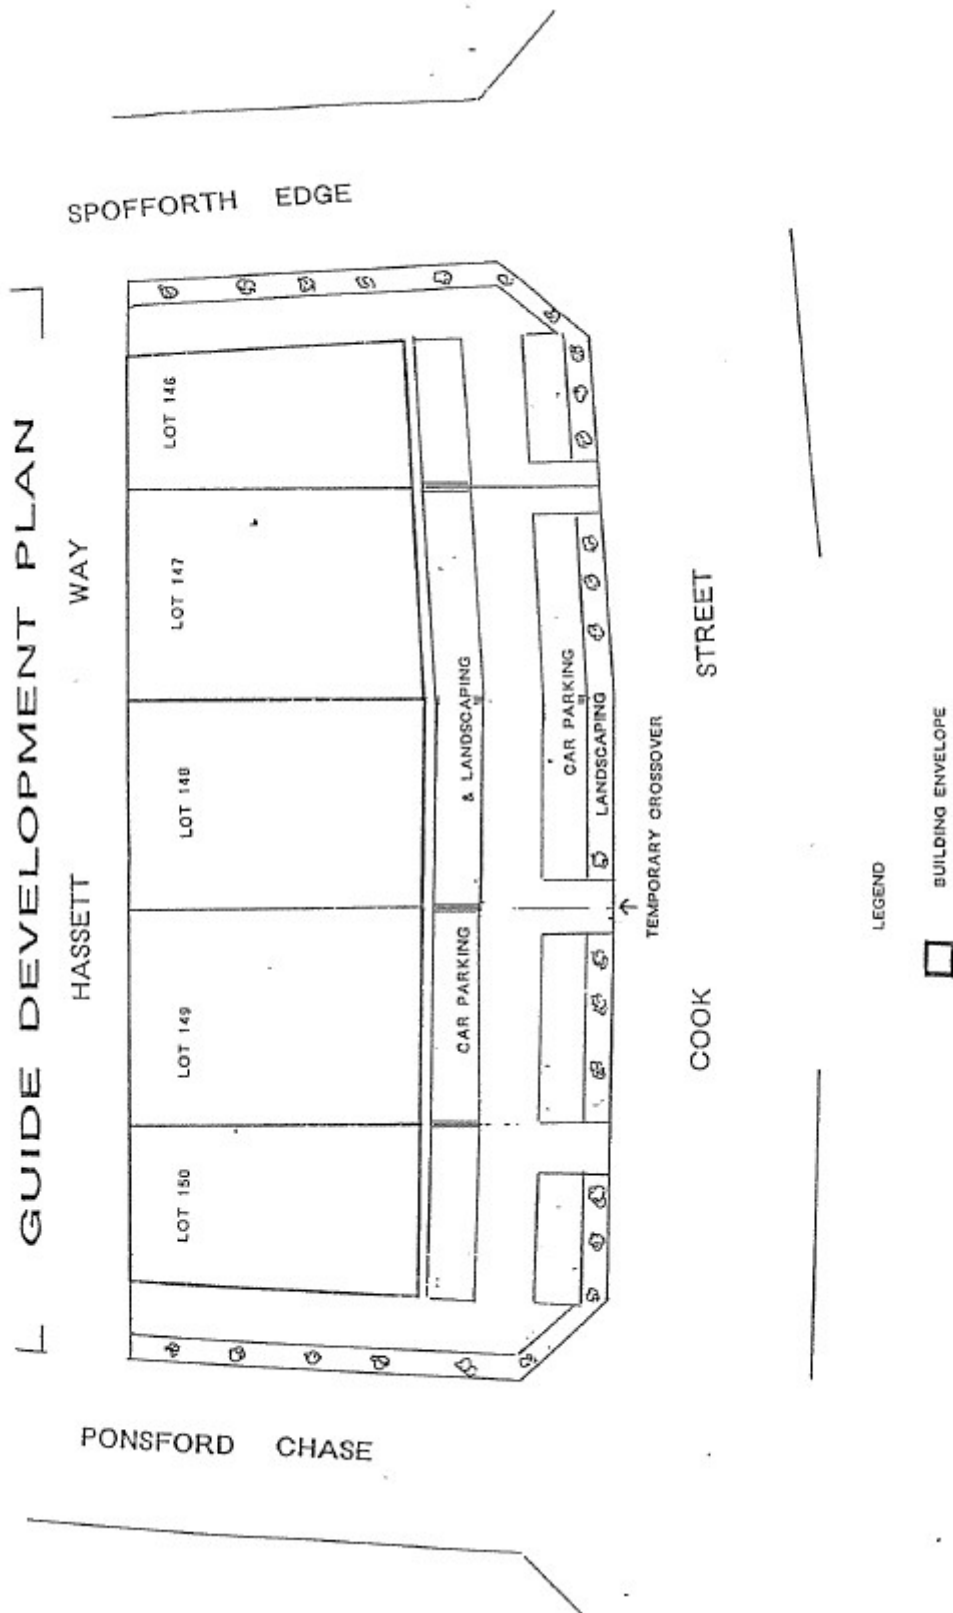 GUIDE DEVELOPMENT PLAN
HASSETT WAY
SPOFFORTH EDGE
PONSFORD CHASE
LOT 150
LOT 149
LOT 148
LOT 147
LOT 146
CAR PARKING & LANDSCAPING
CAR PARKING
LANDSCAPING
TEMPORARY CROSSOVER
COOK STREET
LEGEND
BUILDING ENVELOPE